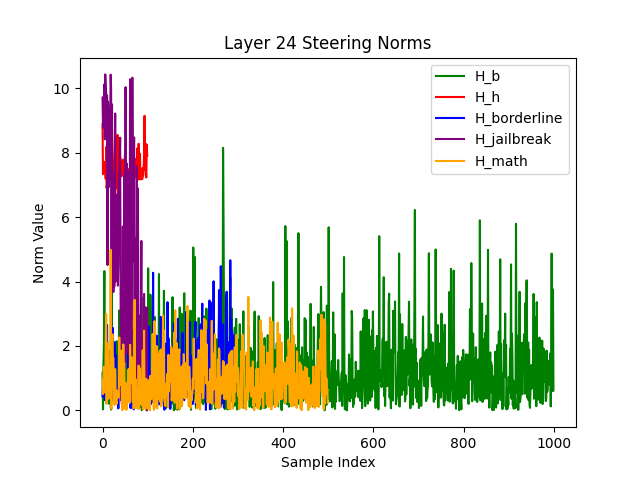 Layer 24 Steering Norms
H_b
H_h
H_borderline
H_jailbreak
H_math
Norm Value
10
8
6
4
2
0
0 200 400 600 800 1000
Sample Index